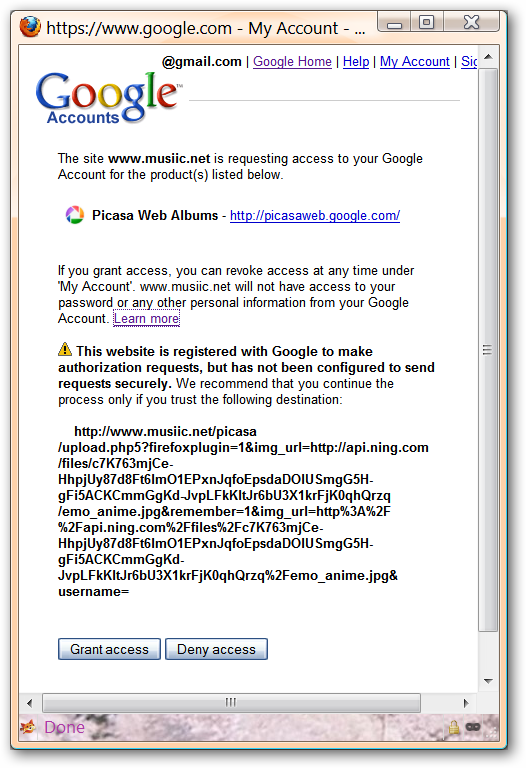 https://www.google.com - My Account - ...
@gmail.com | Google Home | Help | My Account | Sig
Google™
Accounts
The site www.musiic.net is requesting access to your Google
Account for the product(s) listed below.
Picasa Web Albums - http://picasaweb.google.com/
If you grant access, you can revoke access at any time under
'My Account'. www.musiic.net will not have access to your
password or any other personal information from your Google
Account. Learn more
This website is registered with Google to make
authorization requests, but has not been configured to send
requests securely. We recommend that you continue the
process only if you trust the following destination:
http://www.musiic.net/picasa
/upload.php5?firefoxplugin=1&img_url=http://api.ning.com
/files/c7K763mjCe-
HhpjUy87d8Ft6lmO1EPxnJqfoEpsdaDOlUSmgG5H-
gFi5ACKCmmGgKd-JvpLFkKltJr6bU3X1krFjK0qhQrzq
/emo_anime.jpg&remember=1&img_url=http%3A%2F
%2Fapi.ning.com%2Ffiles%2Fc7K763mjCe-
HhpjUy87d8Ft6lmO1EPxnJqfoEpsdaDOlUSmgG5H-
gFi5ACKCmmGgKd-
JvpLFkKltJr6bU3X1krFjK0qhQrzq%2Femo_anime.jpg&
username=
Grant access Deny access
Done